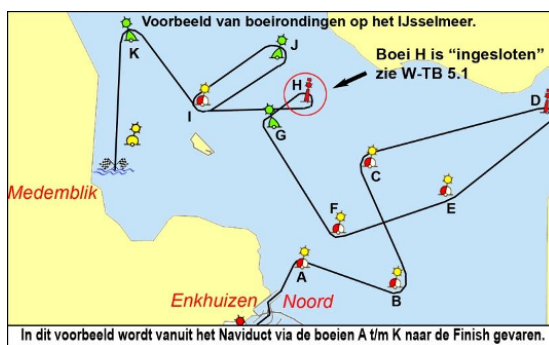 Voorbeeld van boeirondingen op het IJsselmeer.
K
J
Boei H is “ingesloten”
zie W-TB 5.1
H
I
G
D
C
E
Medemblik
F
A
B
Enkhuizen Noord
In dit voorbeeld wordt vanuit het Naviduct via de boeien A t/m K naar de Finish gevaren.